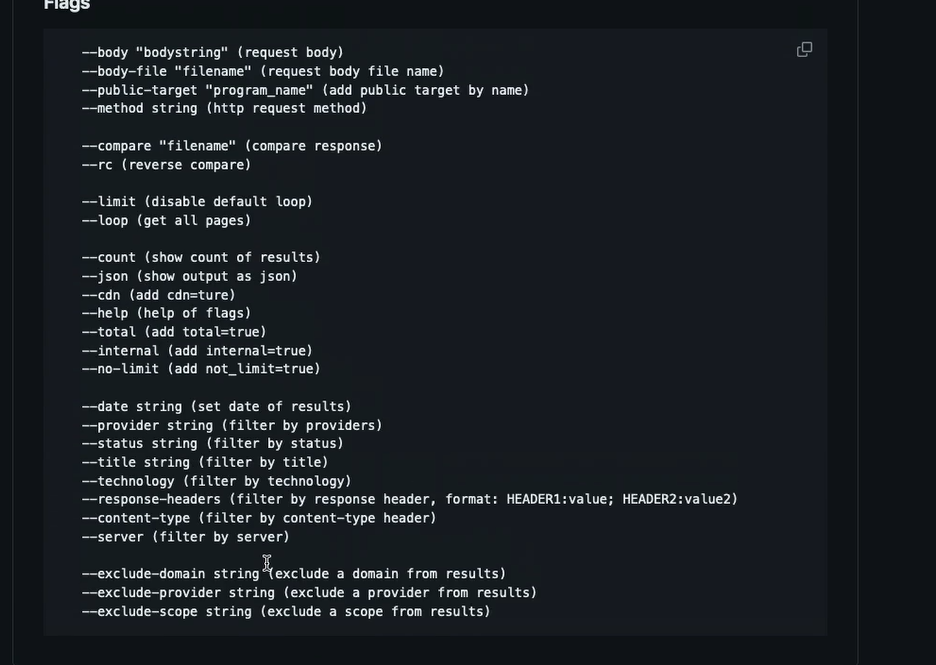 Flags
--body "bodystring" (request body)
--body-file "filename" (request body file name)
--public-target "program_name" (add public target by name)
--method string (http request method)
--compare "filename" (compare response)
--rc (reverse compare)
--limit (disable default loop)
--loop (get all pages)
--count (show count of results)
--json (show output as json)
--cdn (add cdn=ture)
--help (help of flags)
--total (add total=true)
--internal (add internal=true)
--no-limit (add not_limit=true)
--date string (set date of results)
--provider string (filter by providers)
--status string (filter by status)
--title string (filter by title)
--technology (filter by technology)
--response-headers (filter by response header, format: HEADER1:value; HEADER2:value2)
--content-type (filter by content-type header)
--server (filter by server)
--exclude-domain string (exclude a domain from results)
--exclude-provider string (exclude a provider from results)
--exclude-scope string (exclude a scope from results)